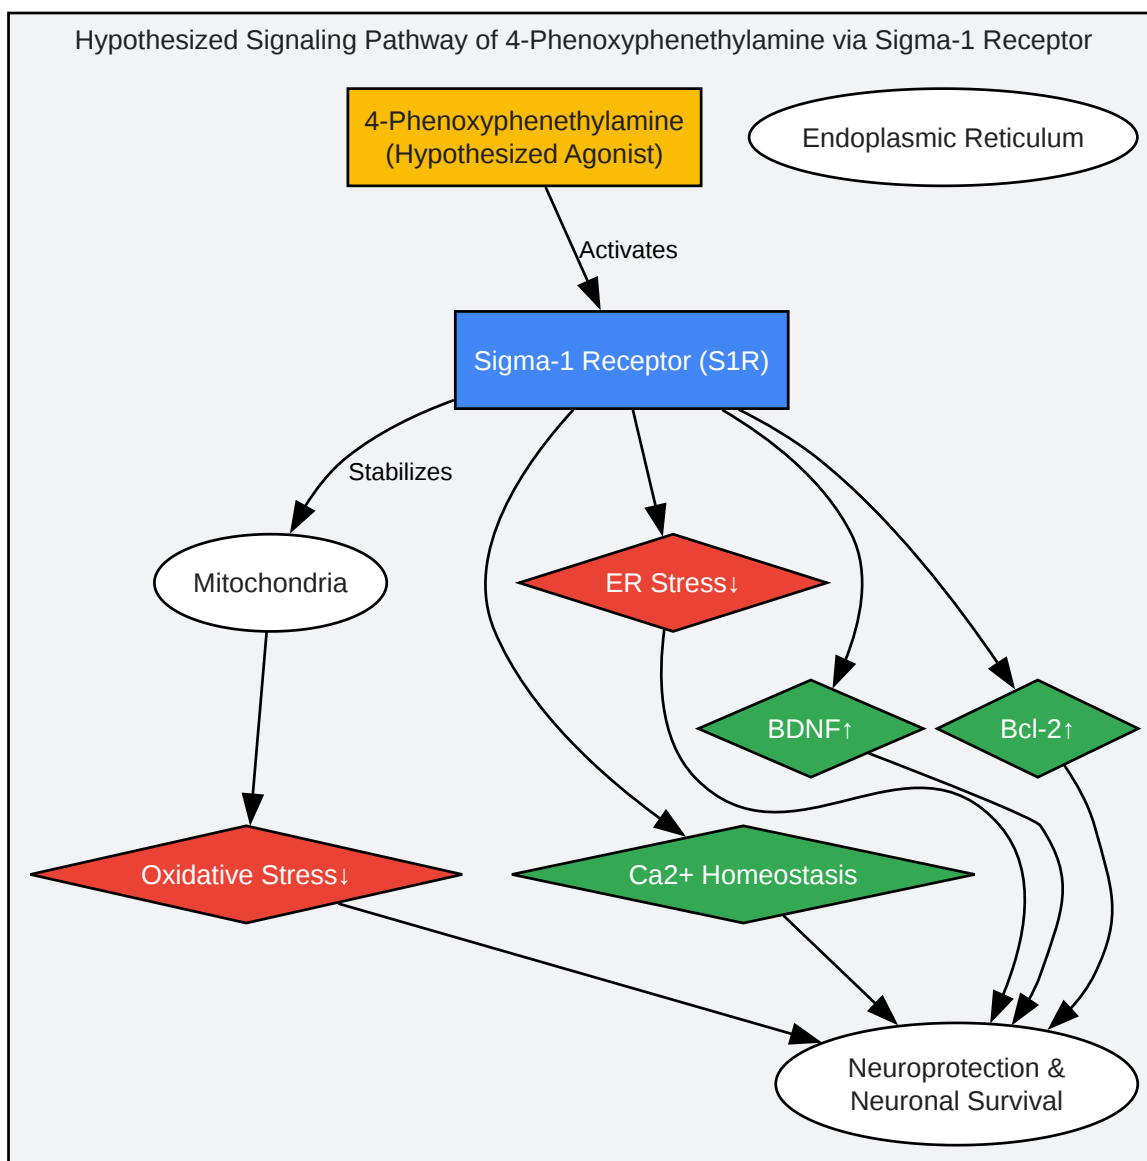 Hypothesized Signaling Pathway of 4-Phenoxyphenethylamine via Sigma-1 Receptor
4-Phenoxyphenethylamine
(Hypothesized Agonist)
Endoplasmic Reticulum
Activates
Sigma-1 Receptor (S1R)
Stabilizes
Mitochondria
ER Stress↓
BDNF↑
Bcl-2↑
Oxidative Stress↓
Ca2+ Homeostasis
Neuroprotection &
Neuronal Survival